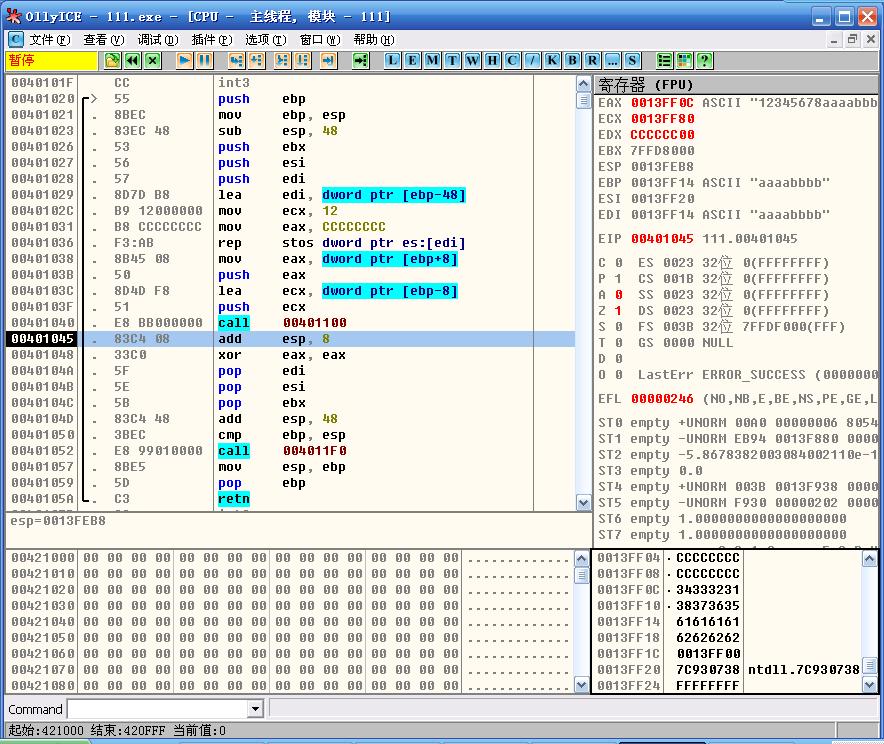 OllyICE - 111.exe - [CPU - 主线程, 模块 - 111]
C 文件(F) 查看(V) 调试(D) 插件(P) 选项(T) 窗口(W) 帮助(H)
暂停 L E M T W H C / K B R ... S ?
0040101F CC int3
00401020 > 55 push ebp
00401021 . 8BEC mov ebp, esp
00401023 . 83EC 48 sub esp, 48
00401026 . 53 push ebx
00401027 . 56 push esi
00401028 . 57 push edi
00401029 . 8D7D B8 lea edi, dword ptr [ebp-48]
0040102C . B9 12000000 mov ecx, 12
00401031 . B8 CCCCCCCC mov eax, CCCCCCCC
00401036 . F3:AB rep stos dword ptr es:[edi]
00401038 . 8B45 08 mov eax, dword ptr [ebp+8]
0040103B . 50 push eax
0040103C . 8D4D F8 lea ecx, dword ptr [ebp-8]
0040103F . 51 push ecx
00401040 . E8 BB000000 call 00401100
00401045 . 83C4 08 add esp, 8
00401048 . 33C0 xor eax, eax
0040104A . 5F pop edi
0040104B . 5E pop esi
0040104C . 5B pop ebx
0040104D . 83C4 48 add esp, 48
00401050 . 3BEC cmp ebp, esp
00401052 . E8 99010000 call 004011F0
00401057 . 8BE5 mov esp, ebp
00401059 . 5D pop ebp
0040105A . C3 retn
esp=0013FEB8
寄存器 (FPU)
EAX 0013FF0C ASCII "12345678aaaabbb
ECX 0013FF80
EDX CCCCCC00
EBX 7FFD8000
ESP 0013FEB8
EBP 0013FF14 ASCII "aaaabbbb"
ESI 0013FF20
EDI 0013FF14 ASCII "aaaabbbb"
EIP 00401045 111.00401045
C 0 ES 0023 32位 0(FFFFFFFF)
P 1 CS 001B 32位 0(FFFFFFFF)
A 0 SS 0023 32位 0(FFFFFFFF)
Z 1 DS 0023 32位 0(FFFFFFFF)
S 0 FS 003B 32位 7FFDF000(FFF)
T 0 GS 0000 NULL
D 0
O 0 LastErr ERROR_SUCCESS (0000000
EFL 00000246 (NO,NB,E,BE,NS,PE,GE,L
ST0 empty +UNORM 00A0 00000006 8054
ST1 empty -UNORM EB94 0013F880 0000
ST2 empty -5.8678382003084002110e-1
ST3 empty 0.0
ST4 empty +UNORM 003B 0013F938 0000
ST5 empty -UNORM F930 00000202 0000
ST6 empty 1.0000000000000000000
ST7 empty 1.0000000000000000000
00421000 00 00 00 00 00 00 00 00 00 00 00 00 00 00 00 00 ................
00421010 00 00 00 00 00 00 00 00 00 00 00 00 00 00 00 00 ................
00421020 00 00 00 00 00 00 00 00 00 00 00 00 00 00 00 00 ................
00421030 00 00 00 00 00 00 00 00 00 00 00 00 00 00 00 00 ................
00421040 00 00 00 00 00 00 00 00 00 00 00 00 00 00 00 00 ................
00421050 00 00 00 00 00 00 00 00 00 00 00 00 00 00 00 00 ................
00421060 00 00 00 00 00 00 00 00 00 00 00 00 00 00 00 00 ................
00421070 00 00 00 00 00 00 00 00 00 00 00 00 00 00 00 00 ................
00421080 00 00 00 00 00 00 00 00 00 00 00 00 00 00 00 00 ................
0013FF04 · CCCCCCCC
0013FF08 · CCCCCCCC
0013FF0C · 34333231
0013FF10 · 38373635
0013FF14 61616161
0013FF18 62626262
0013FF1C 0013FF00
0013FF20 7C930738 ntdll.7C930738
0013FF24 FFFFFFFF
Command
起始:421000 结束:420FFF 当前值:0